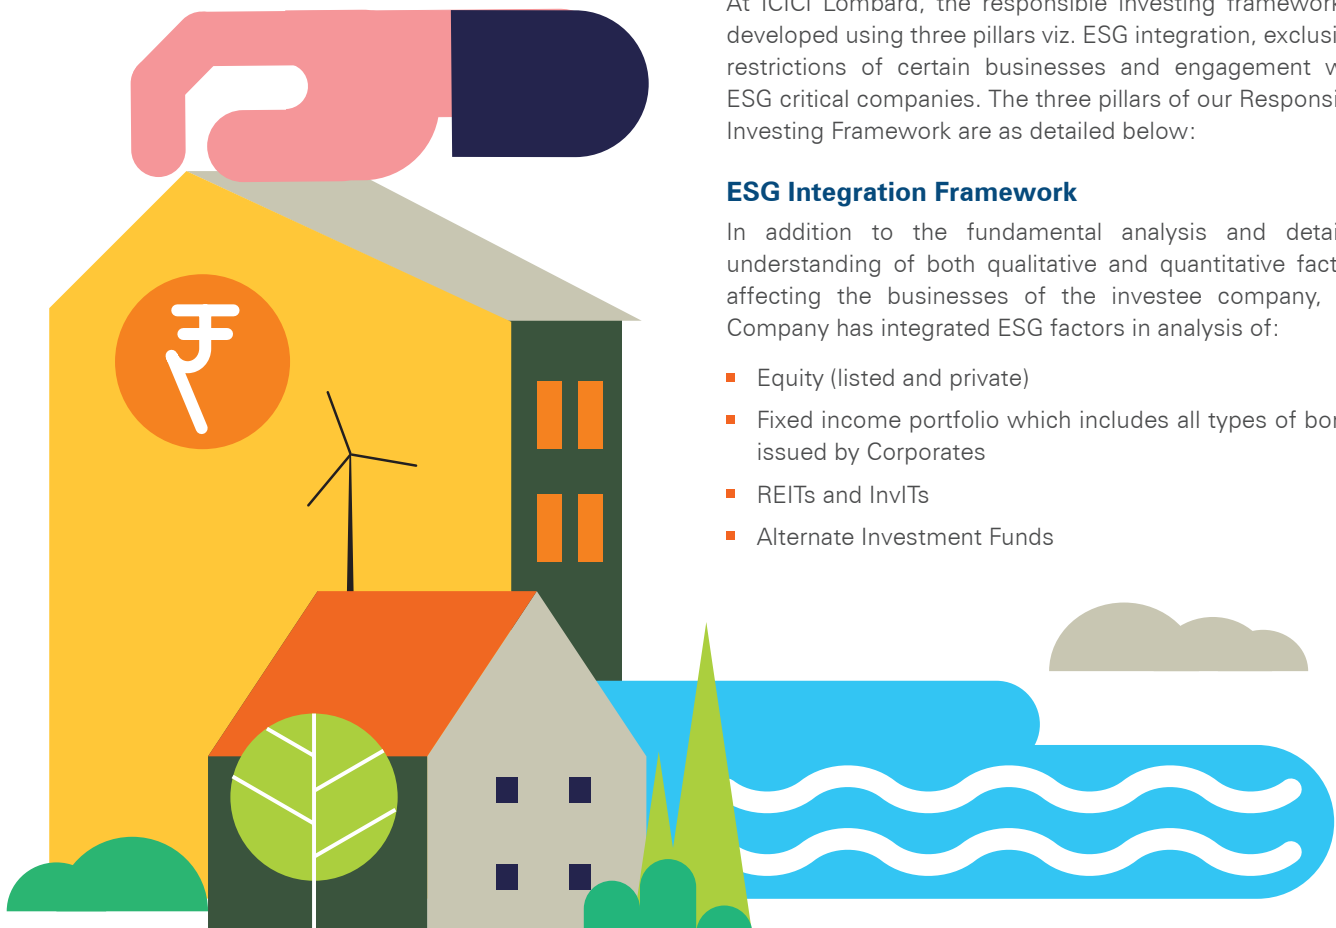 At ICICI Lombard, the responsible investing framework
developed using three pillars viz. ESG integration, exclusi
restrictions of certain businesses and engagement w
ESG critical companies. The three pillars of our Responsi
Investing Framework are as detailed below:
ESG Integration Framework
In addition to the fundamental analysis and detai
understanding of both qualitative and quantitative fact
affecting the businesses of the investee company,
Company has integrated ESG factors in analysis of:
Equity (listed and private)
Fixed income portfolio which includes all types of bon
issued by Corporates
REITs and InvITs
Alternate Investment Funds
₹